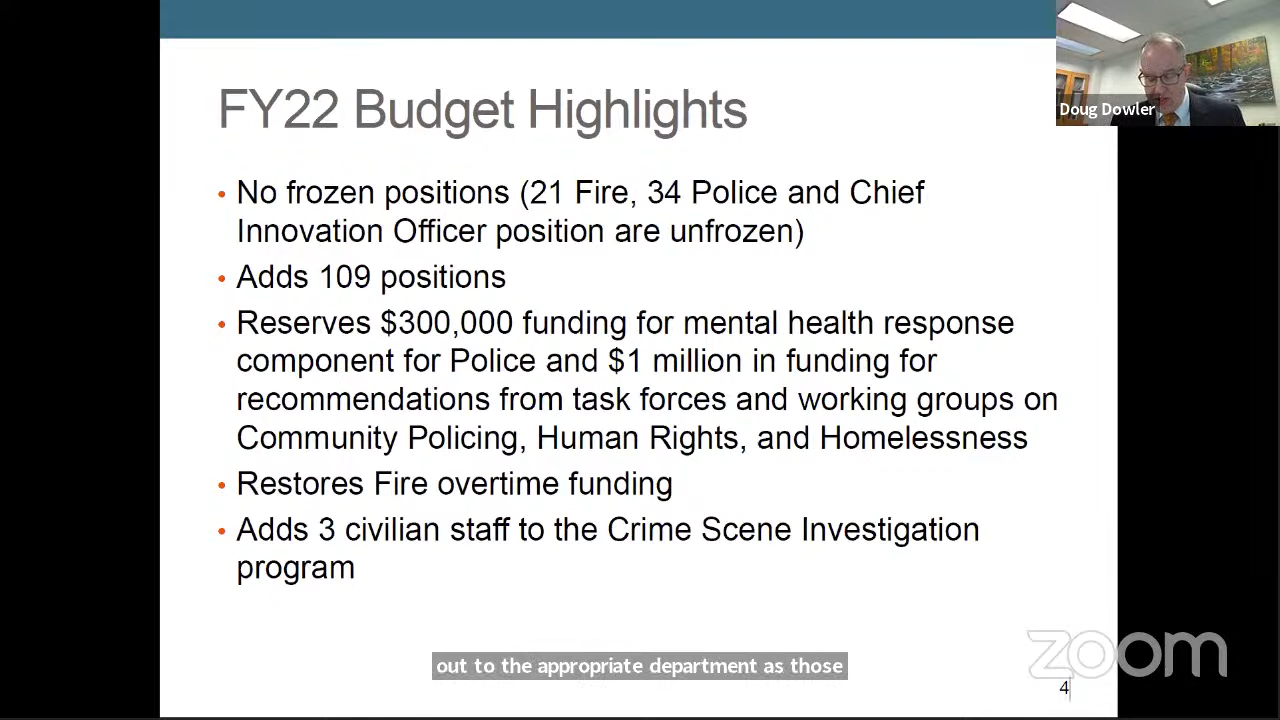 Doug Dowler
FY22 Budget Highlights
• No frozen positions (21 Fire, 34 Police and Chief
Innovation Officer position are unfrozen)
• Adds 109 positions
• Reserves $300,000 funding for mental health response
component for Police and $1 million in funding for
recommendations from task forces and working groups on
Community Policing, Human Rights, and Homelessness
• Restores Fire overtime funding
• Adds 3 civilian staff to the Crime Scene Investigation
program
out to the appropriate department as those
zoom
4